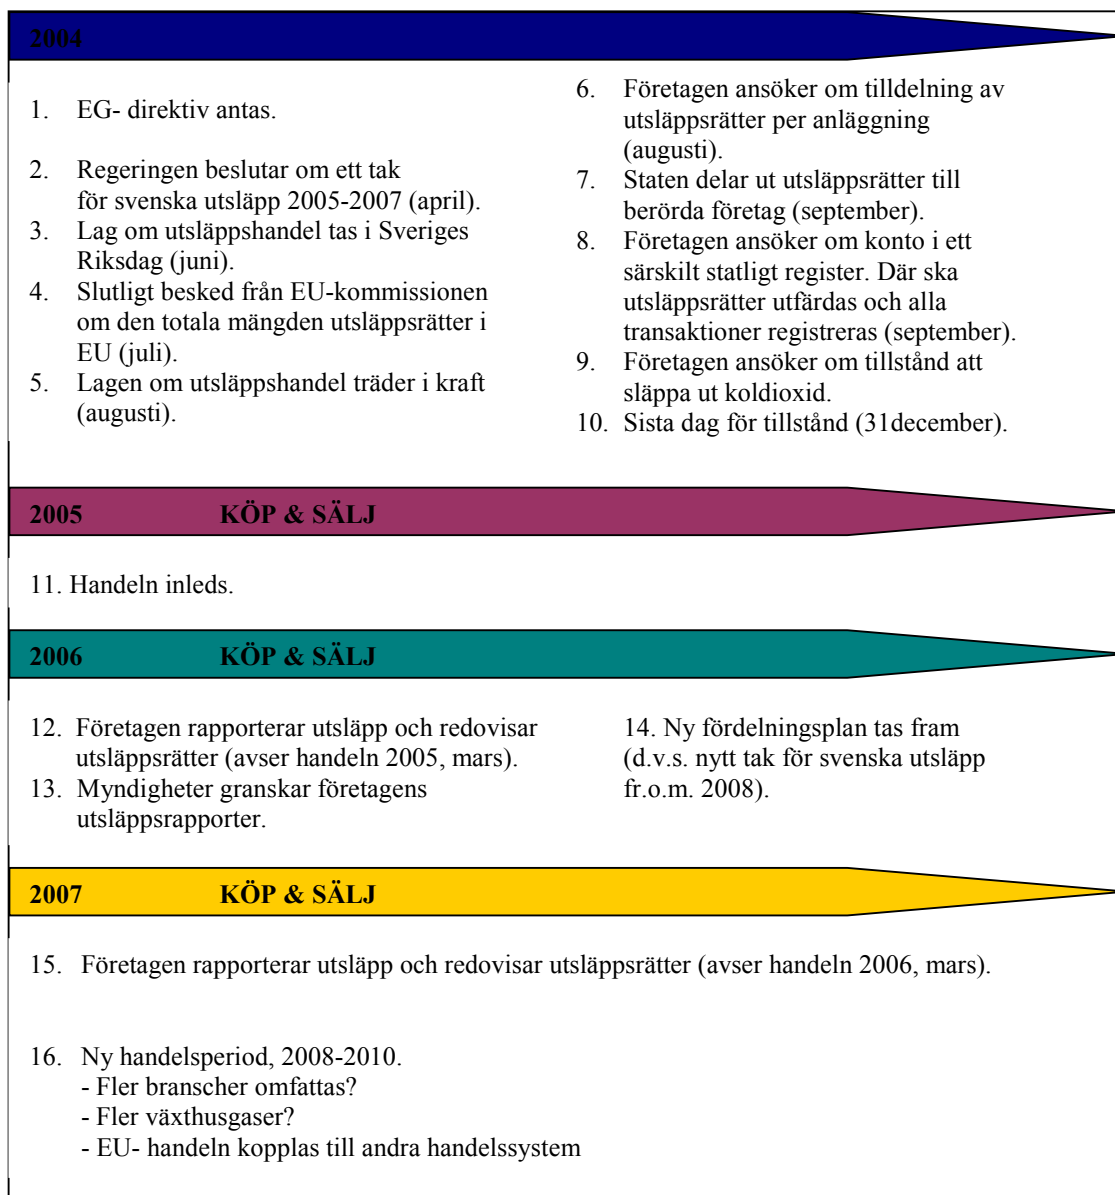 2004
1. EG- direktiv antas.
2. Regeringen beslutar om ett tak
för svenska utsläpp 2005-2007 (april).
3. Lag om utsläppshandel tas i Sveriges
Riksdag (juni).
4. Slutligt besked från EU-kommissionen
om den totala mängden utsläppsrätter i
EU (juli).
5. Lagen om utsläppshandel träder i kraft
(augusti).
6. Företagen ansöker om tilldelning av
utsläppsrätter per anläggning
(augusti).
7. Staten delar ut utsläppsrätter till
berörda företag (september).
8. Företagen ansöker om konto i ett
särskilt statligt register. Där ska
utsläppsrätter utfärdas och alla
transaktioner registreras (september).
9. Företagen ansöker om tillstånd att
släppa ut koldioxid.
10. Sista dag för tillstånd (31december).
2005 KÖP & SÄLJ
11. Handeln inleds.
2006 KÖP & SÄLJ
12. Företagen rapporterar utsläpp och redovisar
utsläppsrätter (avser handeln 2005, mars).
13. Myndigheter granskar företagens
utsläppsrapporter.
14. Ny fördelningsplan tas fram
(d.v.s. nytt tak för svenska utsläpp
fr.o.m. 2008).
2007 KÖP & SÄLJ
15. Företagen rapporterar utsläpp och redovisar utsläppsrätter (avser handeln 2006, mars).
16. Ny handelsperiod, 2008-2010.
- Fler branscher omfattas?
- Fler växthusgaser?
- EU- handeln kopplas till andra handelssystem